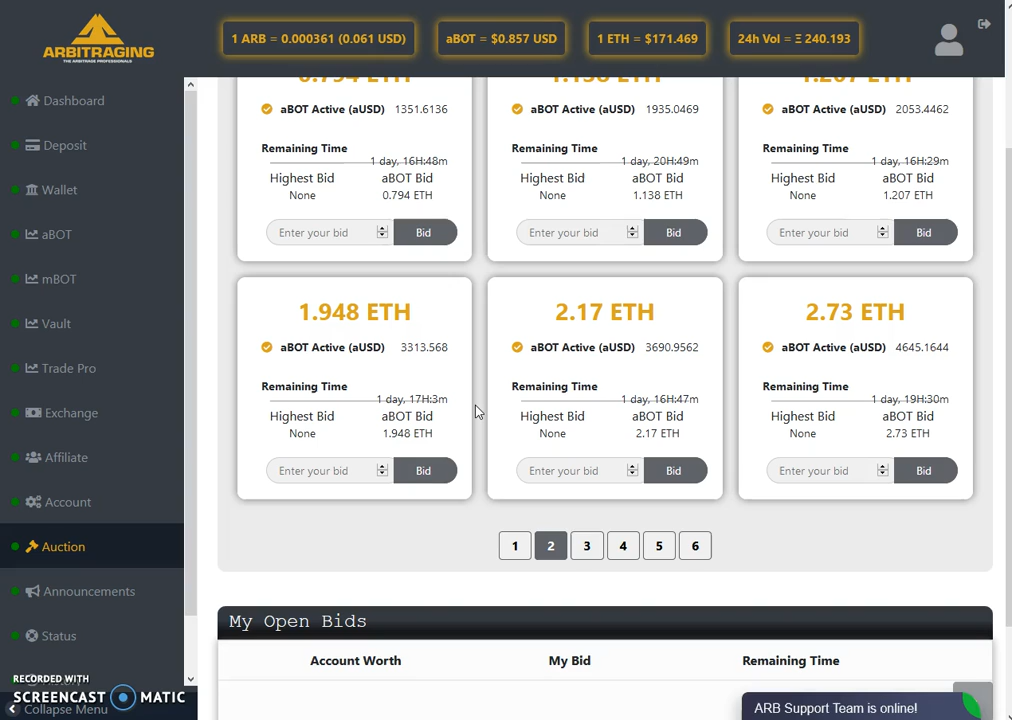 ARBITRAGING
THE ARBITRAGE PROFESSIONALS
1 ARB = 0.000361 (0.061 USD)
aBOT = $0.857 USD
1 ETH = $171.469
24h Vol = Ξ 240.193
Dashboard
Deposit
Wallet
aBOT
mBOT
Vault
Trade Pro
Exchange
Affiliate
Account
Auction
Announcements
Status
Collapse Menu
RECORDED WITH
SCREENCAST MATIC
0.794 ETH
aBOT Active (aUSD) 1351.6136
Remaining Time
1 day, 16H:48m
Highest Bid aBOT Bid
None 0.794 ETH
Enter your bid Bid
1.138 ETH
aBOT Active (aUSD) 1935.0469
Remaining Time
1 day, 20H:49m
Highest Bid aBOT Bid
None 1.138 ETH
Enter your bid Bid
1.207 ETH
aBOT Active (aUSD) 2053.4462
Remaining Time
1 day, 16H:29m
Highest Bid aBOT Bid
None 1.207 ETH
Enter your bid Bid
1.948 ETH
aBOT Active (aUSD) 3313.568
Remaining Time
1 day, 17H:3m
Highest Bid aBOT Bid
None 1.948 ETH
Enter your bid Bid
2.17 ETH
aBOT Active (aUSD) 3690.9562
Remaining Time
1 day, 16H:47m
Highest Bid aBOT Bid
None 2.17 ETH
Enter your bid Bid
2.73 ETH
aBOT Active (aUSD) 4645.1644
Remaining Time
1 day, 19H:30m
Highest Bid aBOT Bid
None 2.73 ETH
Enter your bid Bid
1 2 3 4 5 6
My Open Bids
Account Worth My Bid Remaining Time
ARB Support Team is online!